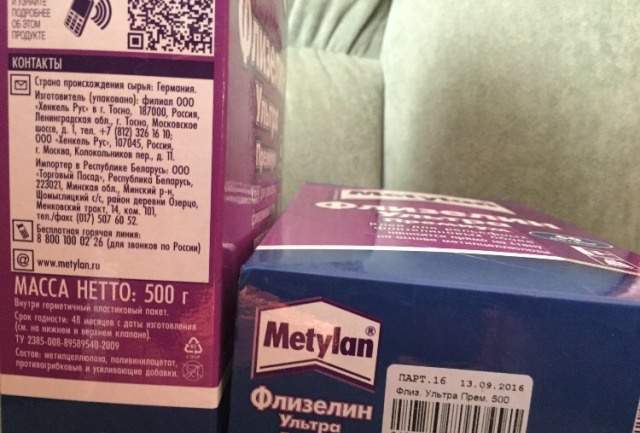 И УЗНАЙТЕ
ПОДРОБНЕЕ
ОБ ЭТОМ
ПРОДУКТЕ
КОНТАКТЫ
Страна происхождения сырья: Германия.
Изготовитель (упаковано): филиал ООО
«Хенкель Рус» в г. Тосно, 187000, Россия,
Ленинградская обл., г. Тосно, Московское
шоссе, д. 1, тел. +7 (812) 326 16 10;
ООО «Хенкель Рус», 107045, Россия,
г. Москва, Колокольников пер., д. 11.
Импортер в Республике Беларусь: ООО
«Торговый Посад», Республика Беларусь,
223021, Минская обл., Минский р-н,
Щомыслицкий с/с, район деревни Озерцо,
Менковский тракт, 14, ком. 101,
тел./факс (017) 507 60 52.
Бесплатная горячая линия:
8 800 100 02 26 (для звонков по России)
@ www.metylan.ru
МАССА НЕТТО: 500 г
Внутри герметичный пластиковый пакет.
Срок годности: 48 месяцев с даты изготовления
(см. на нижнем и верхнем клапане).
ТУ 2385-008-89589540-2009
Состав: метилцеллюлоза, поливинилацетат,
противогрибковые и усиливающие добавки.
Флизелин
Ультра
Премиум
Metylan
Флизелин
Ультра
Metylan®
Флизелин
Ультра
ПАРТ.16 13.09.2016
Флиз. Ультра Прем. 500